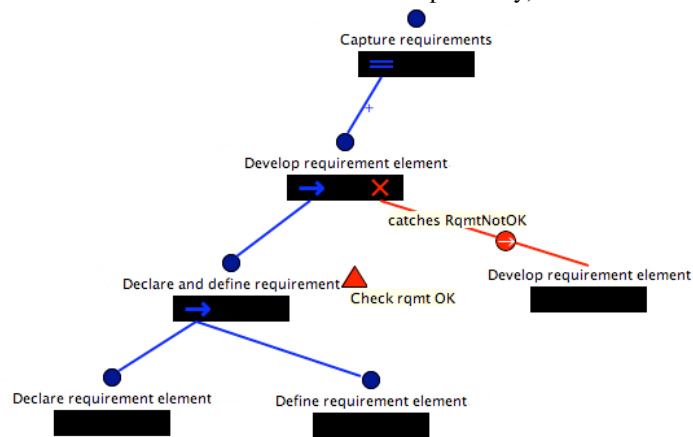 Capture requirements
+
Develop requirement element
catches RqmtNotOK
Develop requirement element
Declare and define requirement
Check rqmt OK
Declare requirement element
Define requirement element